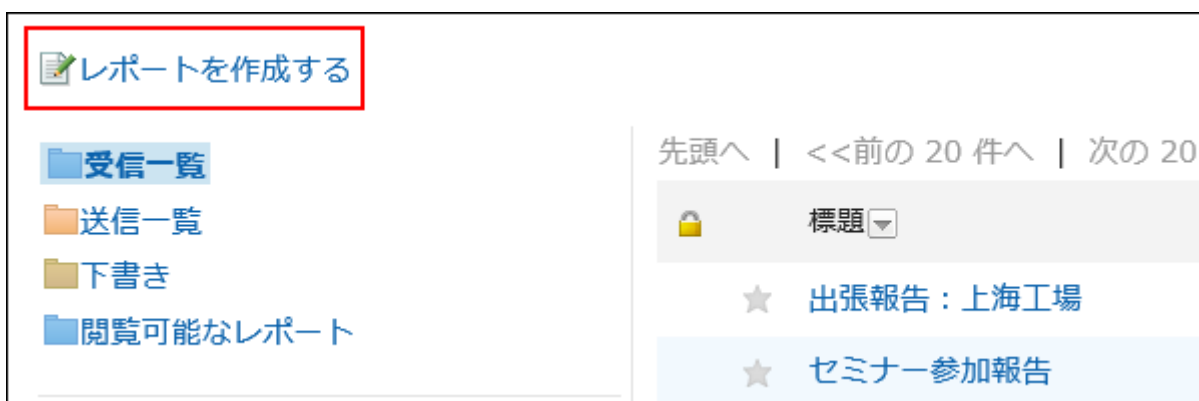 レポートを作成する
受信一覧
送信一覧
下書き
閲覧可能なレポート
先頭へ | <<前の 20 件へ | 次の 20
標題
出張報告：上海工場
セミナー参加報告